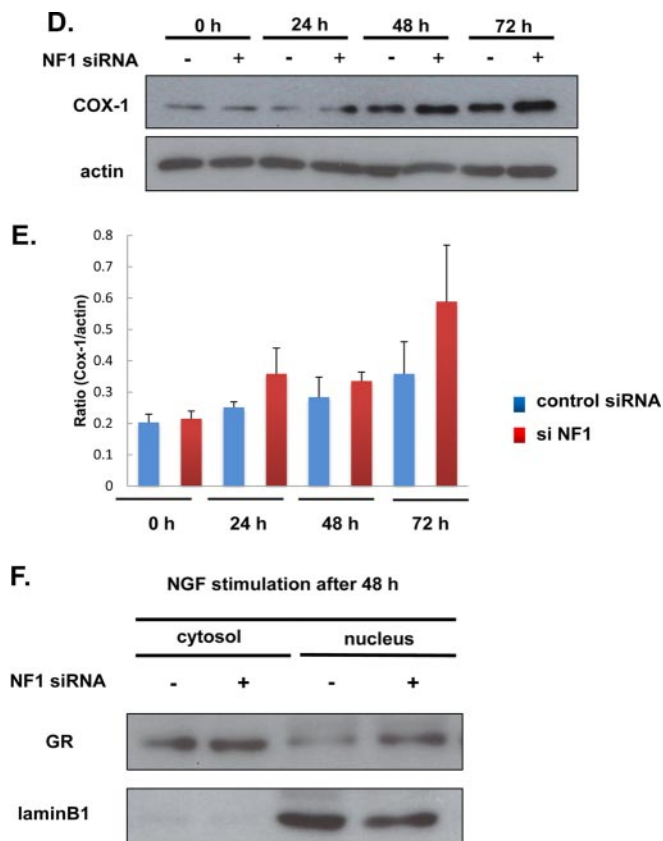 D.
0 h 24 h 48 h 72 h
NF1 siRNA - + - + - + - +
COX-1
actin
E.
Ratio (Cox-1/actin)
0.8
0.7
0.6
0.5
0.4
0.3
0.2
0.1
0
0 h 24 h 48 h 72 h
control siRNA
si NF1
F.
NGF stimulation after 48 h
cytosol nucleus
NF1 siRNA - + - +
GR
laminB1